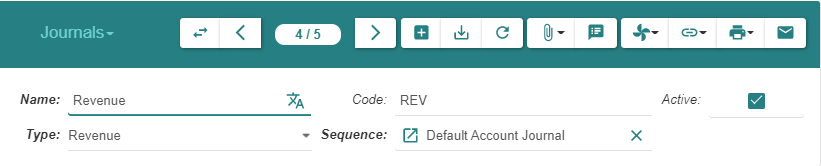 Journals
4 / 5
Name: Revenue Code: REV Active:
Type: Revenue Sequence: Default Account Journal